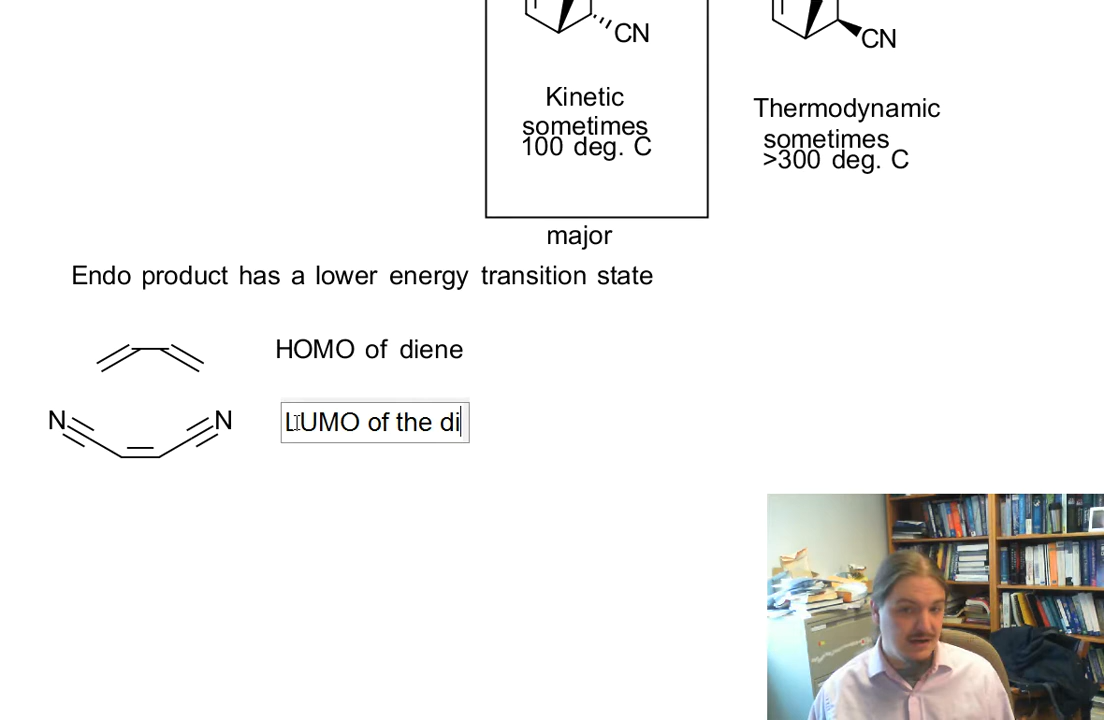 CN
CN
Kinetic
sometimes
100 deg. C
Thermodynamic
sometimes
>300 deg. C
major
Endo product has a lower energy transition state
HOMO of diene
N
N
LUMO of the di